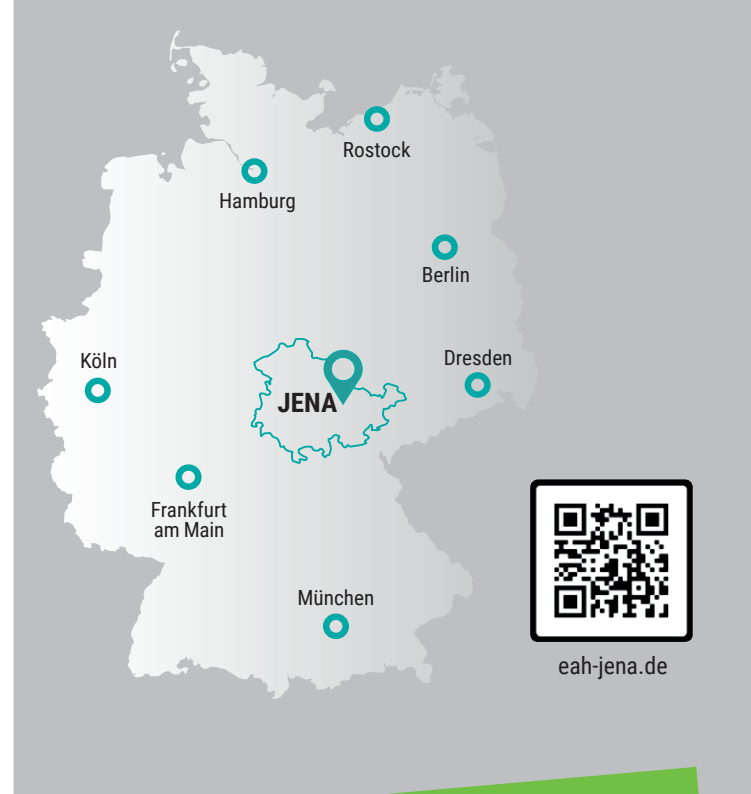 Rostock
Hamburg
Berlin
Köln
Dresden
JENA
Frankfurt
am Main
München
eah-jena.de